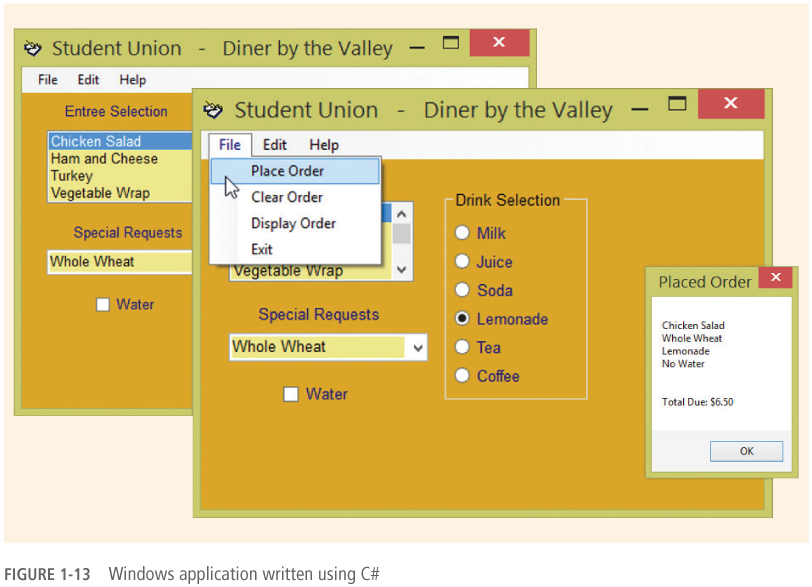 Student Union - Diner by the Valley
File Edit Help
Entree Selection
Chicken Salad
Ham and Cheese
Turkey
Vegetable Wrap
Special Requests
Whole Wheat
Water
Student Union - Diner by the Valley
File Edit Help
Place Order
Clear Order
Display Order
Exit
Vegetable Wrap
Special Requests
Whole Wheat
Water
Drink Selection
Milk
Juice
Soda
Lemonade
Tea
Coffee
Placed Order
Chicken Salad
Whole Wheat
Lemonade
No Water
Total Due: $6.50
OK
FIGURE 1-13 Windows application written using C#